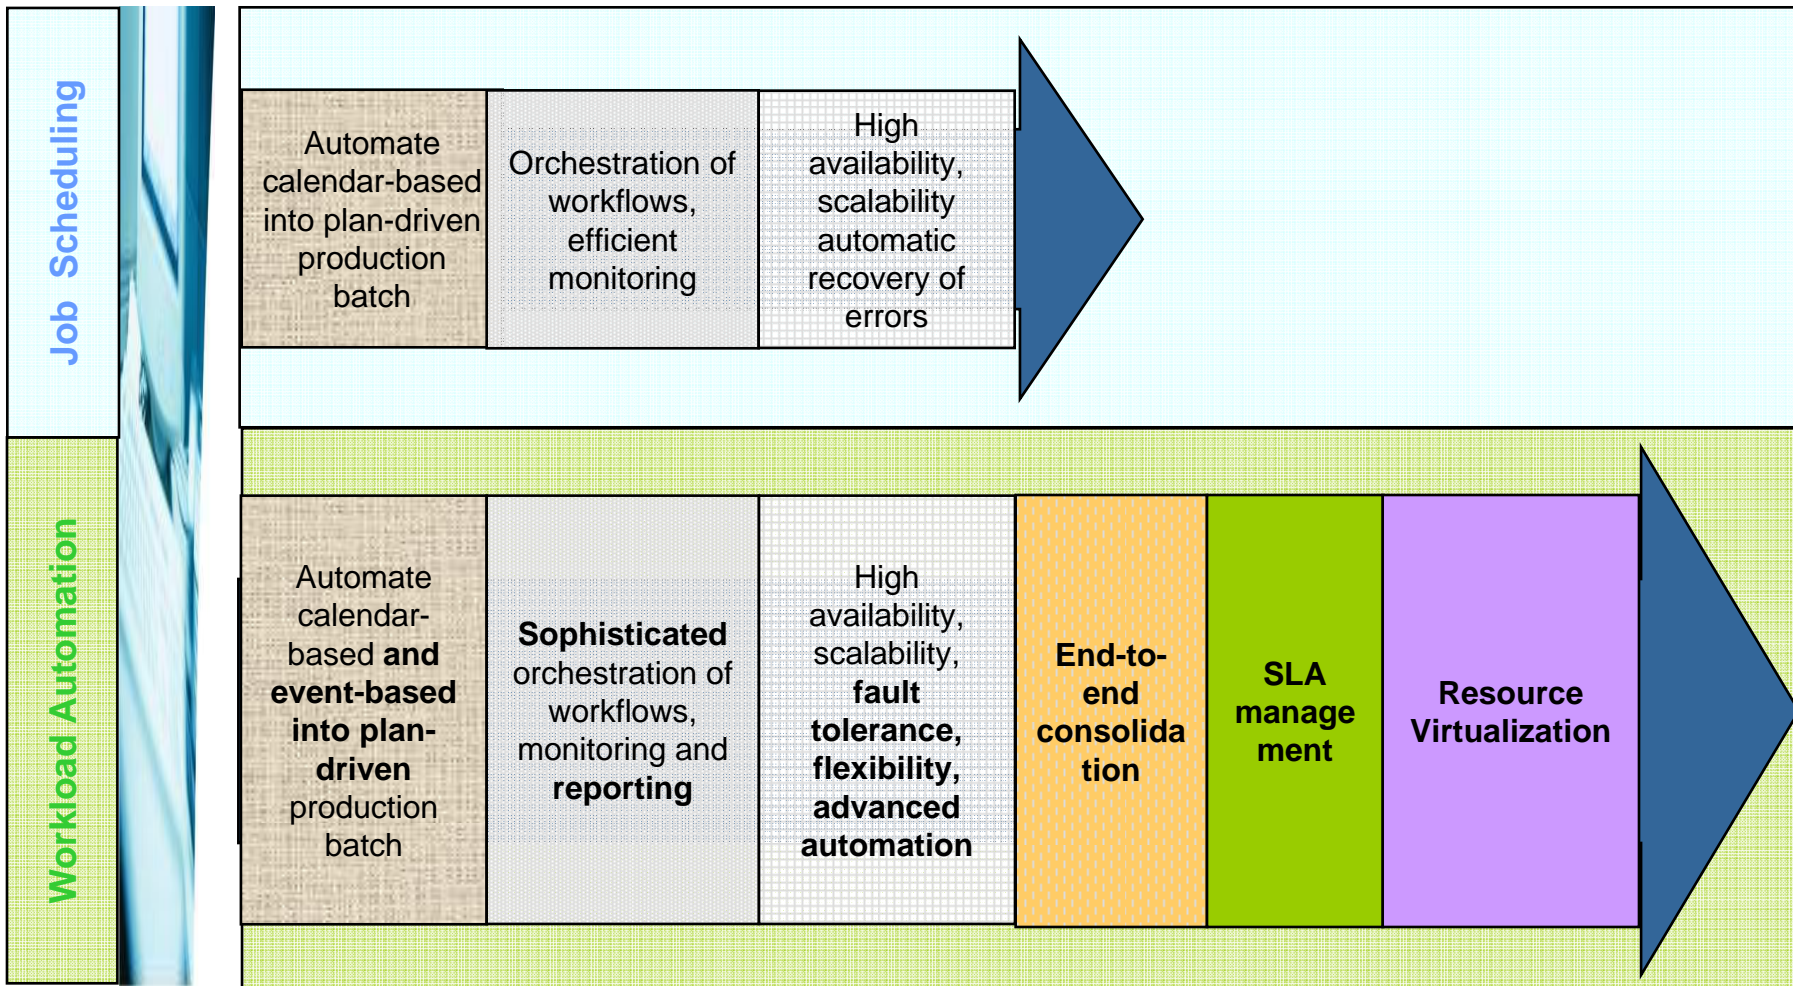 Job Scheduling
Automate
calendar-based
into plan-driven
production
batch
Orchestration of
workflows,
efficient
monitoring
High
availability,
scalability
automatic
recovery of
errors
Workload Automation
Automate
calendar-
based and
event-based
into plan-
driven
production
batch
Sophisticated
orchestration of
workflows,
monitoring and
reporting
High
availability,
scalability,
fault
tolerance,
flexibility,
advanced
automation
End-to-
end
consolida
tion
SLA
manage
ment
Resource
Virtualization